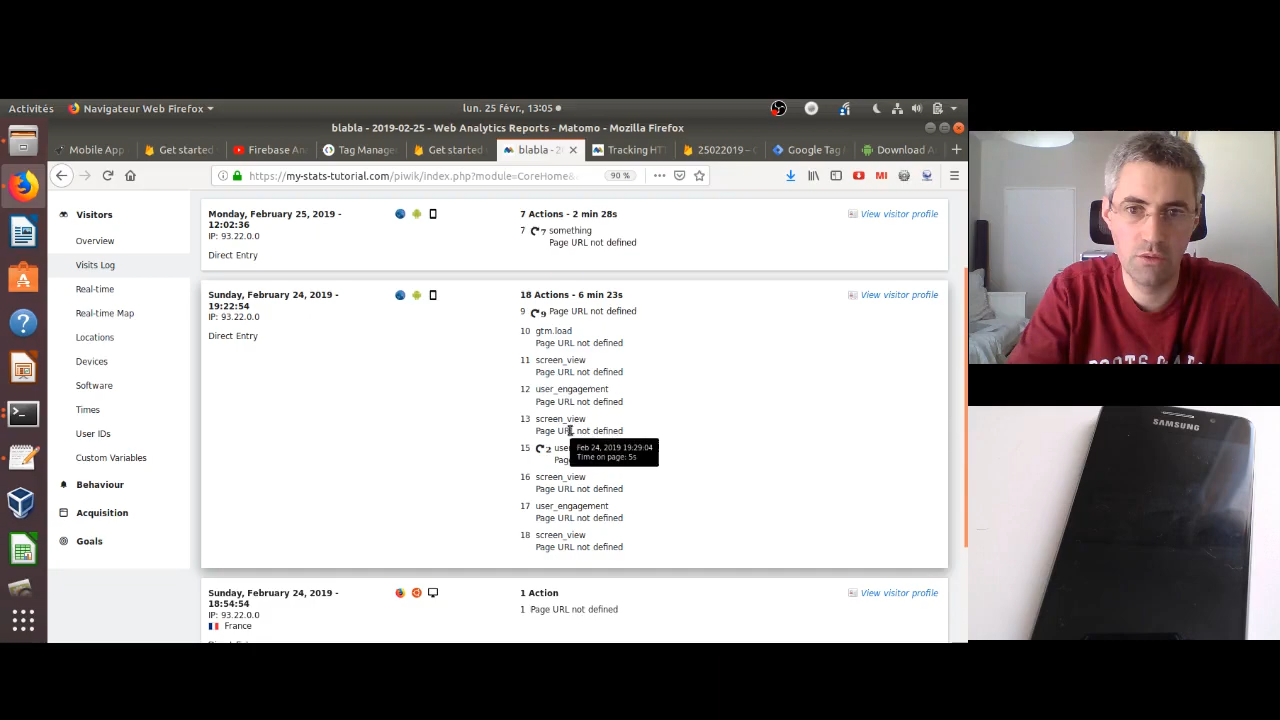 Activités
Navigateur Web Firefox
lun. 25 févr., 13:05
blabla - 2019-02-25 - Web Analytics Reports - Matomo - Mozilla Firefox
Mobile App
Get started
Firebase An
Tag Manage
Get started
blabla - 20
Tracking HT
25022019 –
Google Tag
Download A
https://my-stats-tutorial.com/piwik/index.php?module=CoreHome&
90 %
MI
Visitors
Overview
Visits Log
Real-time
Real-time Map
Locations
Devices
Software
Times
User IDs
Custom Variables
Behaviour
Acquisition
Goals
Monday, February 25, 2019 -
12:02:36
IP: 93.22.0.0
Direct Entry
7 Actions - 2 min 28s
7 7 something
Page URL not defined
View visitor profile
Sunday, February 24, 2019 -
19:22:54
IP: 93.22.0.0
Direct Entry
18 Actions - 6 min 23s
9 9 Page URL not defined
10 gtm.load
Page URL not defined
11 screen_view
Page URL not defined
12 user_engagement
Page URL not defined
13 screen_view
Page URL not defined
15 2 user
Page
Feb 24, 2019 19:29:04
Time on page: 5s
16 screen_view
Page URL not defined
17 user_engagement
Page URL not defined
18 screen_view
Page URL not defined
View visitor profile
Sunday, February 24, 2019 -
18:54:54
IP: 93.22.0.0
France
1 Action
1 Page URL not defined
View visitor profile
SAMSUNG